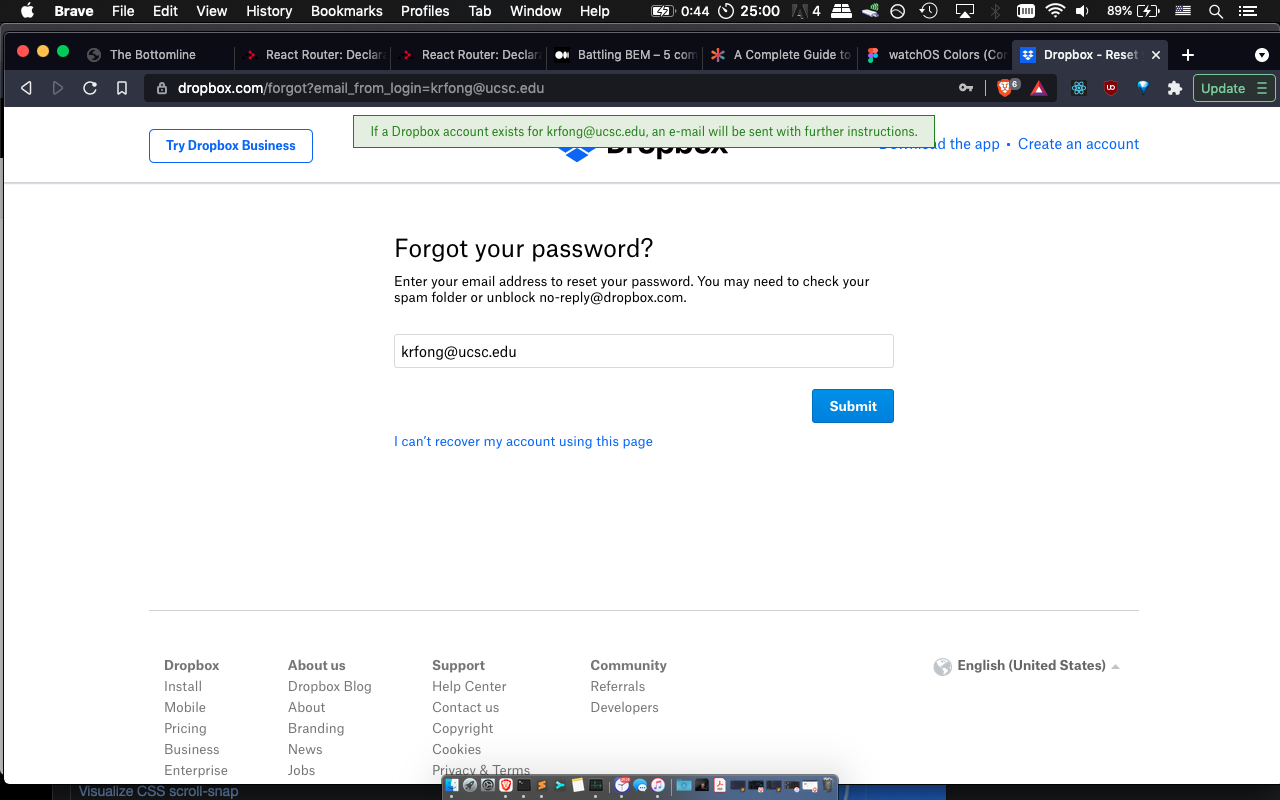 Brave File Edit View History Bookmarks Profiles Tab Window Help 0:44 25:00 4 89%
The Bottomline React Router: Declar React Router: Declar Battling BEM – 5 com A Complete Guide to watchOS Colors (Cor Dropbox - Reset
dropbox.com/forgot?email_from_login=krfong@ucsc.edu 6 Update
If a Dropbox account exists for krfong@ucsc.edu, an e-mail will be sent with further instructions.
Try Dropbox Business Dropbox Download the app • Create an account
Forgot your password?
Enter your email address to reset your password. You may need to check your
spam folder or unblock no-reply@dropbox.com.
krfong@ucsc.edu
Submit
I can’t recover my account using this page
Dropbox About us Support Community English (United States)
Install Dropbox Blog Help Center Referrals
Mobile About Contact us Developers
Pricing Branding Copyright
Business News Cookies
Enterprise Jobs Privacy & Terms
Visualize CSS scroll-snap